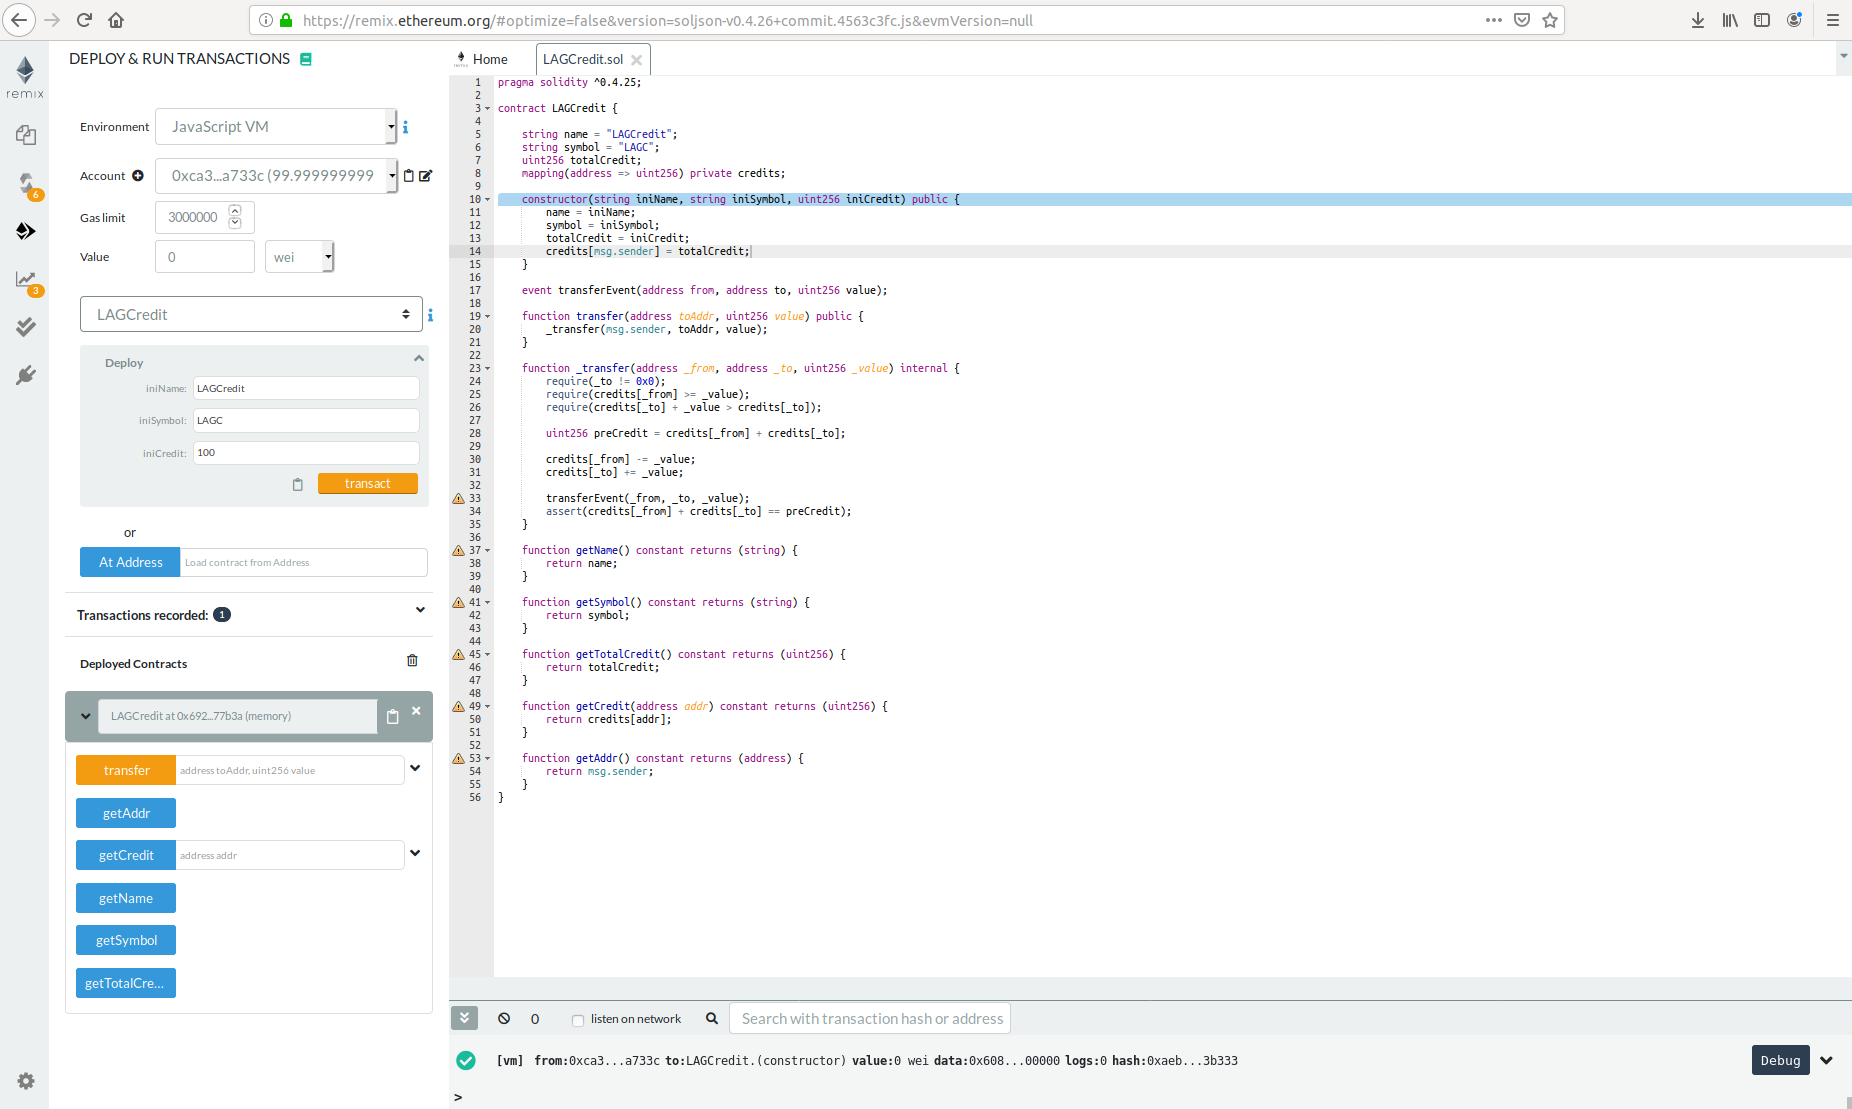 https://remix.ethereum.org/#optimize=false&version=soljson-v0.4.26+commit.4563c3fc.js&evmVersion=null
remix
6
3
DEPLOY & RUN TRANSACTIONS
Environment JavaScript VM
Account 0xca3...a733c (99.999999999
Gas limit 3000000
Value 0 wei
LAGCredit
Deploy
iniName: LAGCredit
iniSymbol: LAGC
iniCredit: 100
transact
or
At Address Load contract from Address
Transactions recorded: 1
Deployed Contracts
LAGCredit at 0x692...77b3a (memory)
transfer address toAddr, uint256 value
getAddr
getCredit address addr
getName
getSymbol
getTotalCre...
Home LAGCredit.sol
1 pragma solidity ^0.4.25;
2
3 contract LAGCredit {
4
5 string name = "LAGCredit";
6 string symbol = "LAGC";
7 uint256 totalCredit;
8 mapping(address => uint256) private credits;
9
10 constructor(string iniName, string iniSymbol, uint256 iniCredit) public {
11 name = iniName;
12 symbol = iniSymbol;
13 totalCredit = iniCredit;
14 credits[msg.sender] = totalCredit;
15 }
16
17 event transferEvent(address from, address to, uint256 value);
18
19 function transfer(address toAddr, uint256 value) public {
20 _transfer(msg.sender, toAddr, value);
21 }
22
23 function _transfer(address _from, address _to, uint256 _value) internal {
24 require(_to != 0x0);
25 require(credits[_from] >= _value);
26 require(credits[_to] + _value > credits[_to]);
27
28 uint256 preCredit = credits[_from] + credits[_to];
29
30 credits[_from] -= _value;
31 credits[_to] += _value;
32
33 transferEvent(_from, _to, _value);
34 assert(credits[_from] + credits[_to] == preCredit);
35 }
36
37 function getName() constant returns (string) {
38 return name;
39 }
40
41 function getSymbol() constant returns (string) {
42 return symbol;
43 }
44
45 function getTotalCredit() constant returns (uint256) {
46 return totalCredit;
47 }
48
49 function getCredit(address addr) constant returns (uint256) {
50 return credits[addr];
51 }
52
53 function getAddr() constant returns (address) {
54 return msg.sender;
55 }
56 }
0 listen on network Search with transaction hash or address
[vm] from:0xca3...a733c to:LAGCredit.(constructor) value:0 wei data:0x608...00000 logs:0 hash:0xaeb...3b333 Debug
>